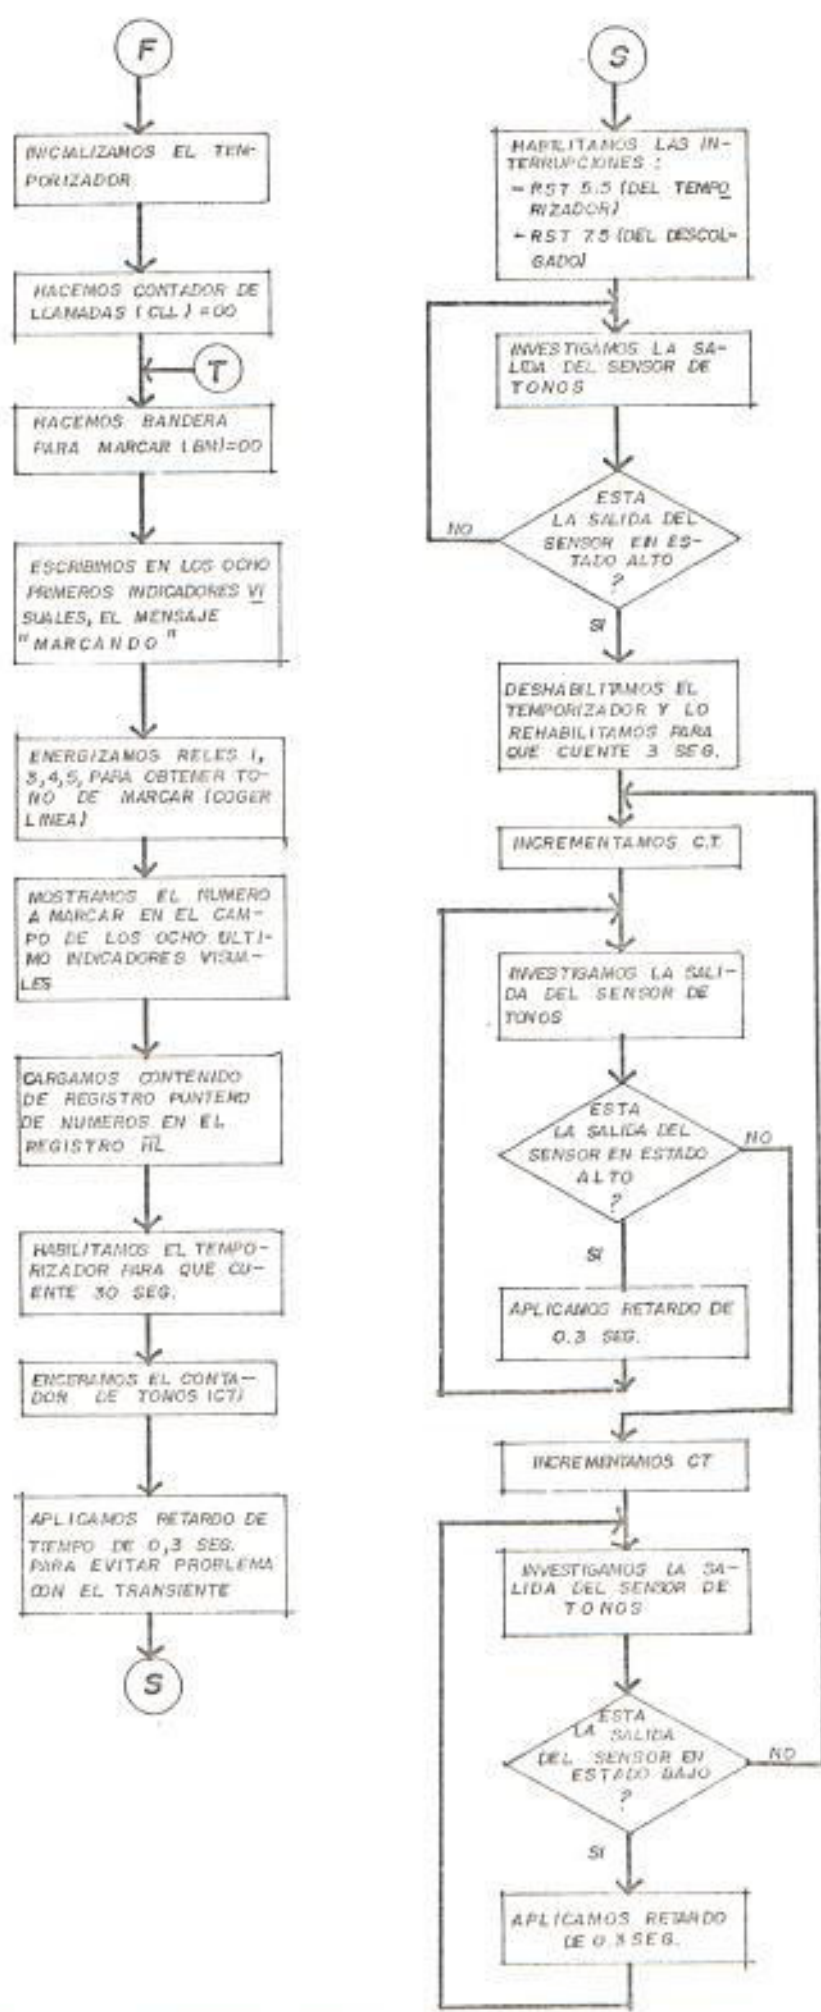 F
INICIALIZAMOS EL TEM-
PORIZADOR
HACEMOS CONTADOR DE
LLAMADAS (CLL) =00
T
HACEMOS BANDERA
PARA MARCAR (BM)=00
ESCRIBIMOS EN LOS OCHO
PRIMEROS INDICADORES VI
SUALES, EL MENSAJE
"MARCANDO"
ENERGIZAMOS RELES 1,
3,4,5, PARA OBTENER TO-
NO DE MARCAR (COGER
LINEA)
MOSTRAMOS EL NUMERO
A MARCAR EN EL CAM-
PO DE LOS OCHO ULTI-
MO INDICADORES VISUA-
LES
CARGAMOS CONTENIDO
DE REGISTRO PUNTERO
DE NUMEROS EN EL
REGISTRO HL
HABILITAMOS EL TEMPO-
RIZADOR PARA QUE CU-
ENTE 30 SEG.
ENCERAMOS EL CONTA-
DOR DE TONOS (CT)
APLICAMOS RETARDO DE
TIEMPO DE 0,3 SEG.
PARA EVITAR PROBLEMA
CON EL TRANSIENTE
S
S
HABILITAMOS LAS IN-
TERRUPCIONES :
- RST 5.5 (DEL TEMPO
RIZADOR)
- RST 7.5 (DEL DESCOL-
GADO)
INVESTIGAMOS LA SA-
LIDA DEL SENSOR DE
TONOS
ESTA
LA SALIDA DEL
SENSOR EN ES-
TADO ALTO
?
NO
SI
DESHABILITAMOS EL
TEMPORIZADOR Y LO
REHABILITAMOS PARA
QUE CUENTE 3 SEG.
INCREMENTAMOS C.T.
INVESTIGAMOS LA SALI-
DA DEL SENSOR DE
TONOS
ESTA
LA SALIDA DEL
SENSOR EN ESTADO
ALTO
?
NO
SI
APLICAMOS RETARDO DE
0.3 SEG.
INCREMENTAMOS CT
INVESTIGAMOS LA SA-
LIDA DEL SENSOR DE
TONOS
ESTA
LA SALIDA
DEL SENSOR EN
ESTADO BAJO
?
NO
SI
APLICAMOS RETARDO
DE 0.3 SEG.